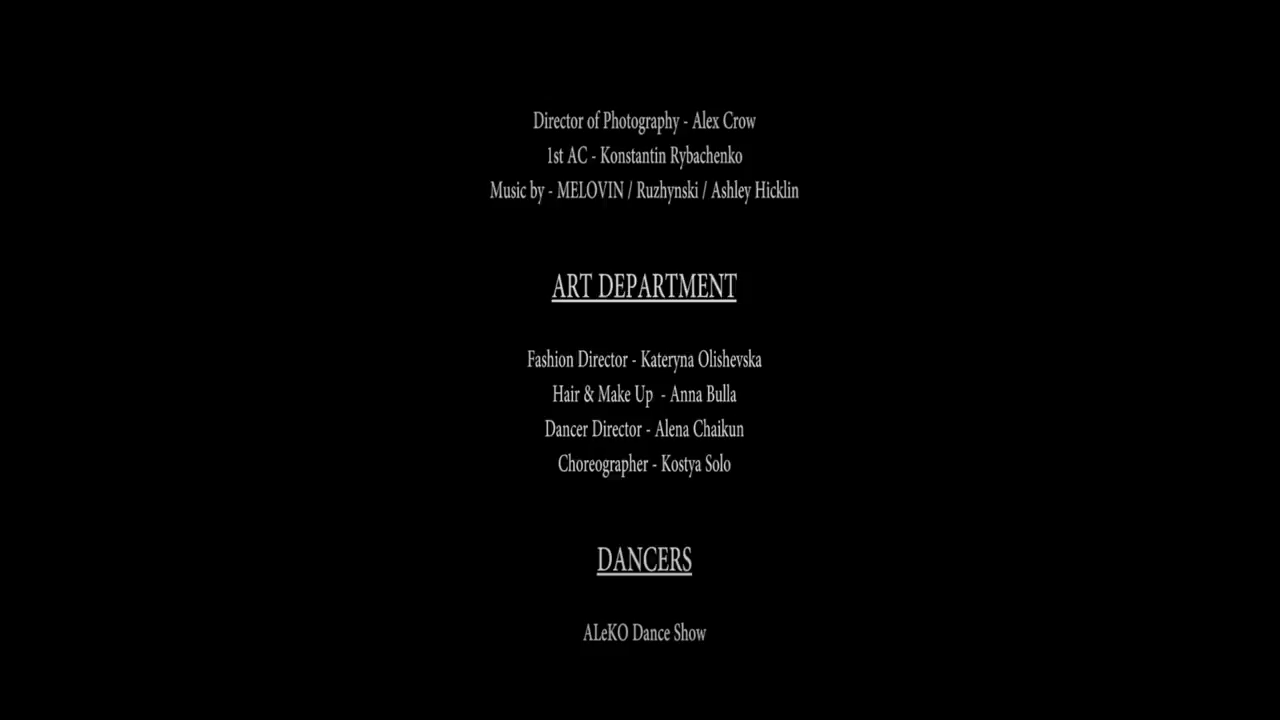 Director of Photography - Alex Crow
1st AC - Konstantin Rybachenko
Music by - MELOVIN / Ruzhynski / Ashley Hicklin
ART DEPARTMENT
Fashion Director - Kateryna Olishevska
Hair & Make Up  - Anna Bulla
Dancer Director - Alena Chaikun
Choreographer - Kostya Solo
DANCERS
ALeKO Dance Show